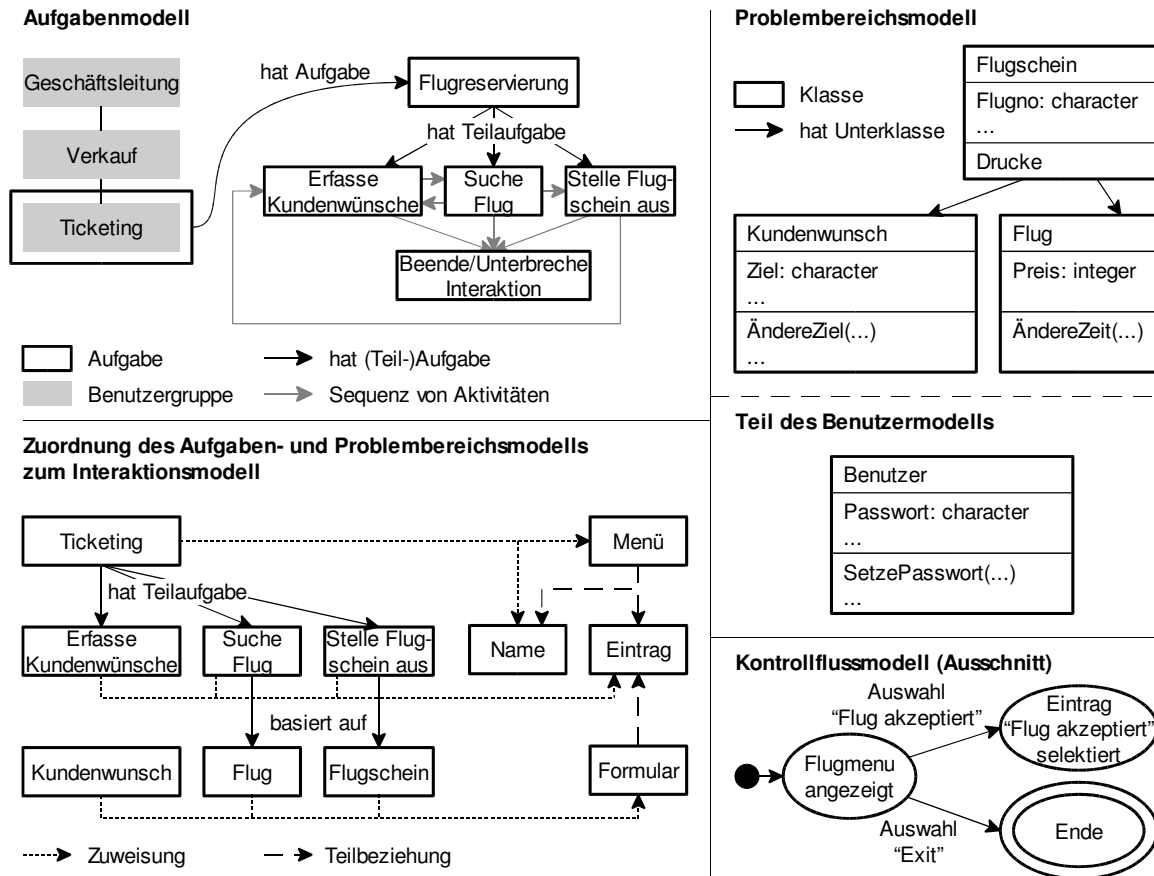 Aufgabenmodell
Geschäftsleitung
Verkauf
Ticketing
hat Aufgabe
Flugreservierung
hat Teilaufgabe
Erfasse
Kundenwünsche
Suche
Flug
Stelle Flug-
schein aus
Beende/Unterbreche
Interaktion
Aufgabe
hat (Teil-)Aufgabe
Benutzergruppe
Sequenz von Aktivitäten
Problembereichsmodell
Klasse
hat Unterklasse
Flugschein
Flugno: character
...
Drucke
Kundenwunsch
Ziel: character
...
ÄndereZiel(...)
...
Flug
Preis: integer
ÄndereZeit(...)
Teil des Benutzermodells
Benutzer
Passwort: character
...
SetzePasswort(...)
...
Zuordnung des Aufgaben- und Problembereichsmodells
zum Interaktionsmodell
Ticketing
Menü
hat Teilaufgabe
Erfasse
Kundenwünsche
Suche
Flug
Stelle Flug-
schein aus
Name
Eintrag
basiert auf
Kundenwunsch
Flug
Flugschein
Formular
Zuweisung
Teilbeziehung
Kontrollflussmodell (Ausschnitt)
Auswahl
“Flug akzeptiert”
Eintrag
“Flug akzeptiert”
selektiert
Flugmenu
angezeigt
Auswahl
“Exit”
Ende